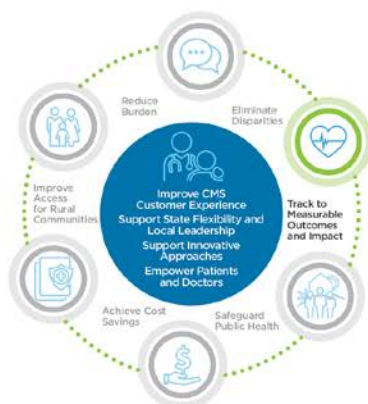 Reduce
Burden
Eliminate
Disparities
Improve CMS
Customer Experience
Support State Flexibility and
Local Leadership
Support Innovative
Approaches
Empower Patients
and Doctors
Improve
Access
for Rural
Communities
Track to
Measurable
Outcomes
and Impact
Achieve Cost
Savings
Safeguard
Public Health
$